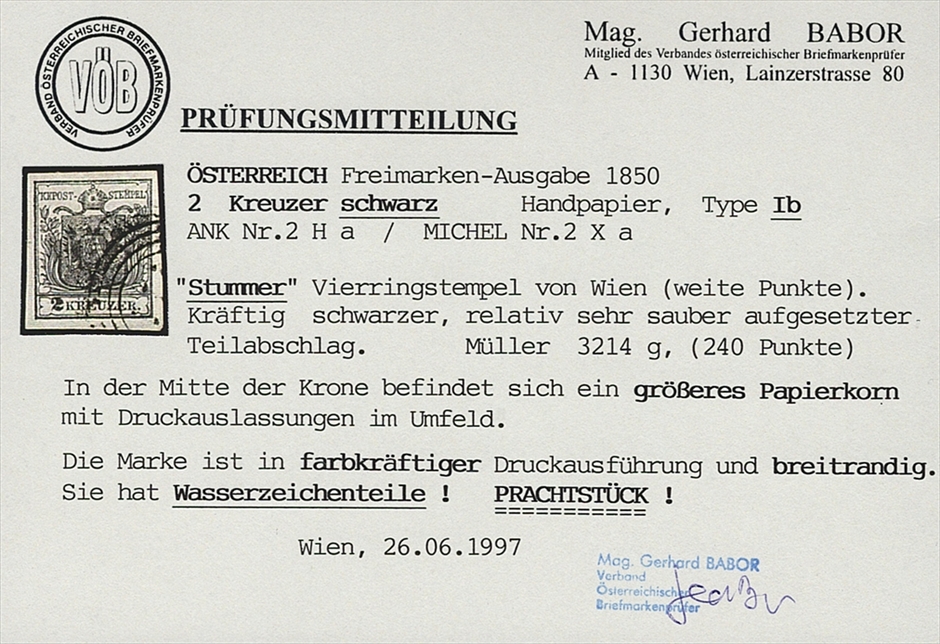 VERBAND ÖSTERREICHISCHER BRIEFMARKENPRÜFER
VÖB
Mag. Gerhard BABOR
Mitglied des Verbandes österreichischer Briefmarkenprüfer
A - 1130 Wien, Lainzerstrasse 80
PRÜFUNGSMITTEILUNG
KKPOST-STEMPEL
2 KREUZER.
ÖSTERREICH Freimarken-Ausgabe 1850
2 Kreuzer schwarz Handpapier, Type Ib
ANK Nr.2 H a / MICHEL Nr.2 X a
"Stummer" Vierringstempel von Wien (weite Punkte).
Kräftig schwarzer, relativ sehr sauber aufgesetzter
Teilabschlag. Müller 3214 g, (240 Punkte)
In der Mitte der Krone befindet sich ein größeres Papierkorn
mit Druckauslassungen im Umfeld.
Die Marke ist in farbkräftiger Druckausführung und breitrandig.
Sie hat Wasserzeichenteile ! PRACHTSTÜCK !
Wien, 26.06.1997
Mag. Gerhard BABOR
Verband
Österreichischer
Briefmarkenprüfer